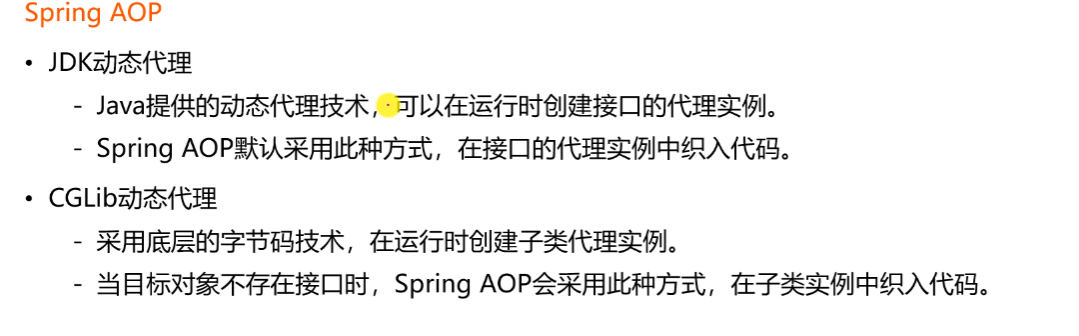 Spring AOP
• JDK动态代理
- Java提供的动态代理技术，可以在运行时创建接口的代理实例。
- Spring AOP默认采用此种方式，在接口的代理实例中织入代码。
• CGLib动态代理
- 采用底层的字节码技术，在运行时创建子类代理实例。
- 当目标对象不存在接口时，Spring AOP会采用此种方式，在子类实例中织入代码。